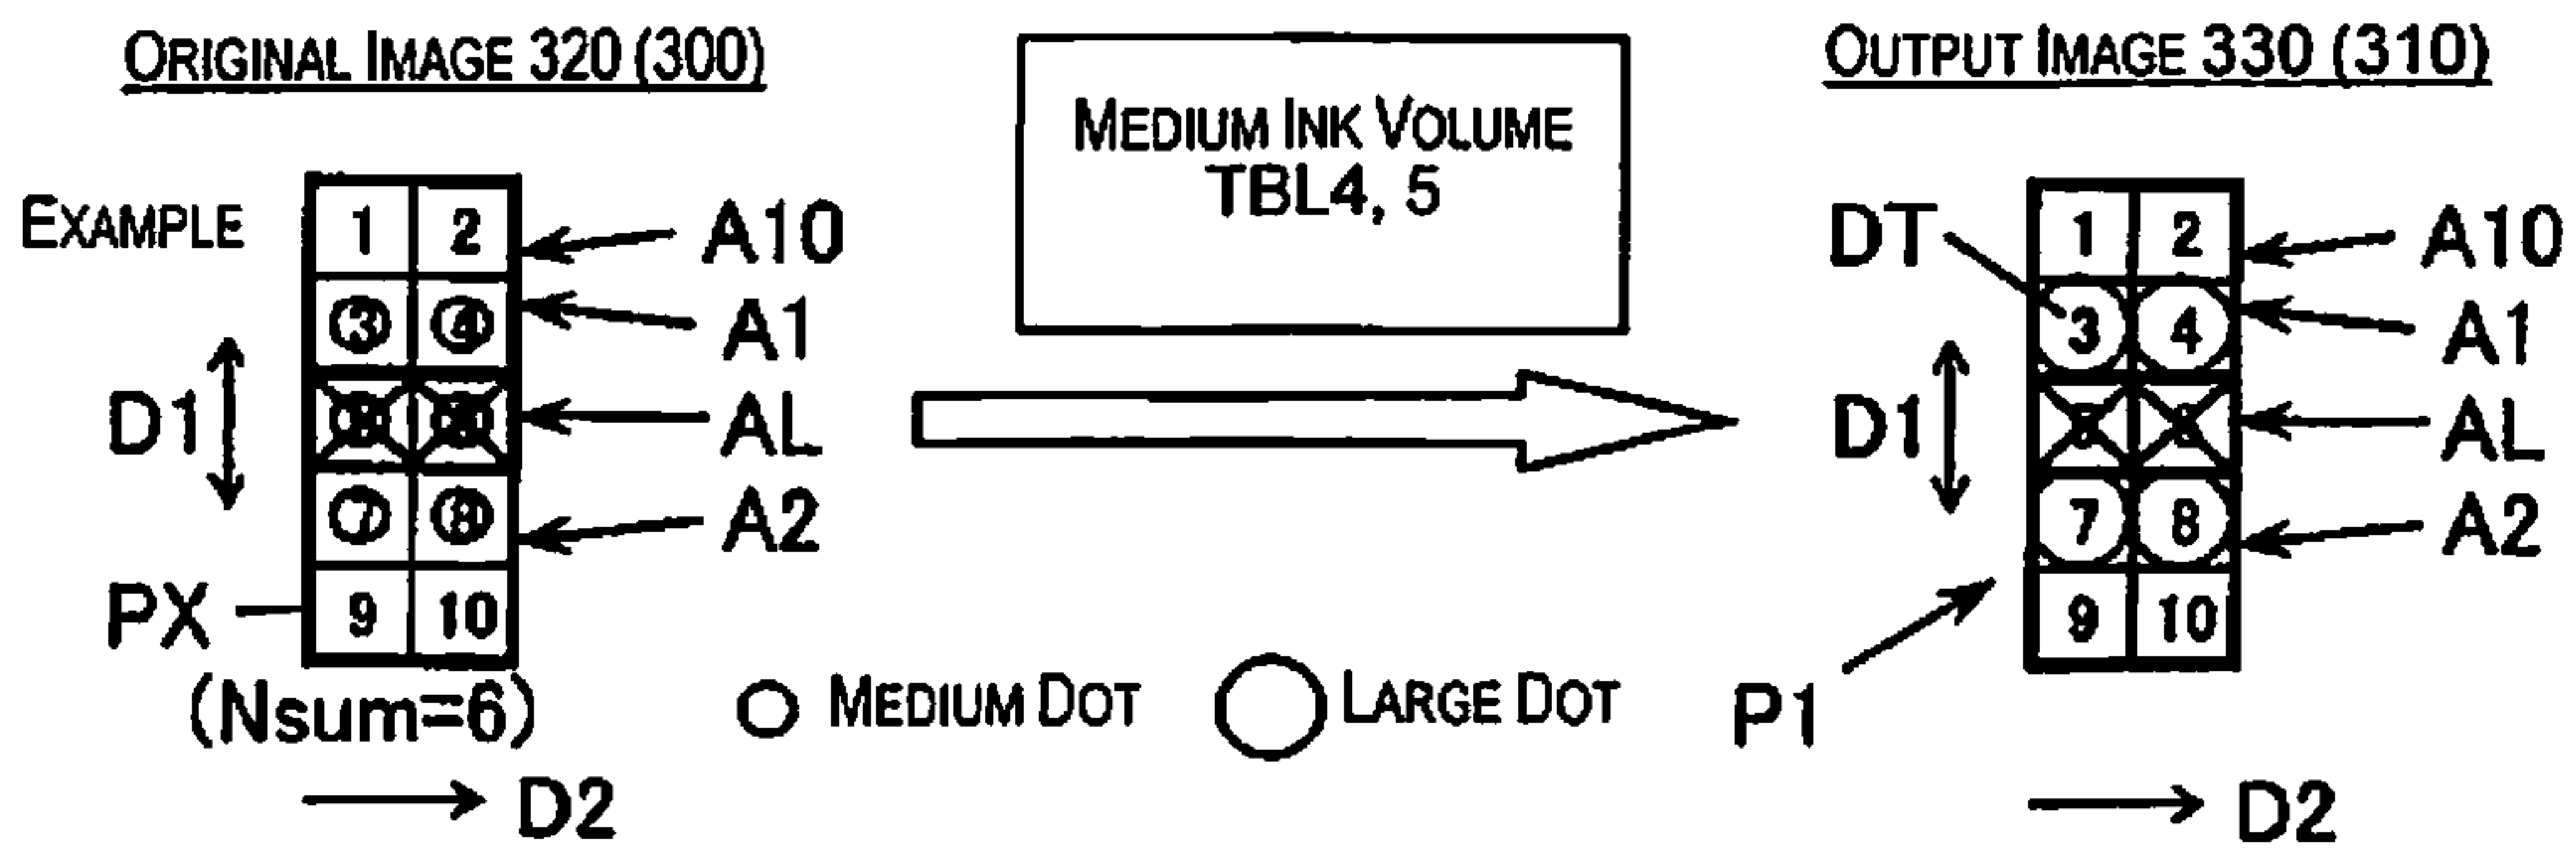 ORIGINAL IMAGE 320 (300)
MEDIUM INK VOLUME
TBL4, 5
OUTPUT IMAGE 330 (310)
EXAMPLE
1 2
A10
3 4
A1
D1
AL
7 8
A2
PX
9 10
(Nsum=6)
D2
MEDIUM DOT
LARGE DOT
DT
1 2
A10
3 4
A1
D1
5 6
AL
7 8
A2
9 10
P1
D2